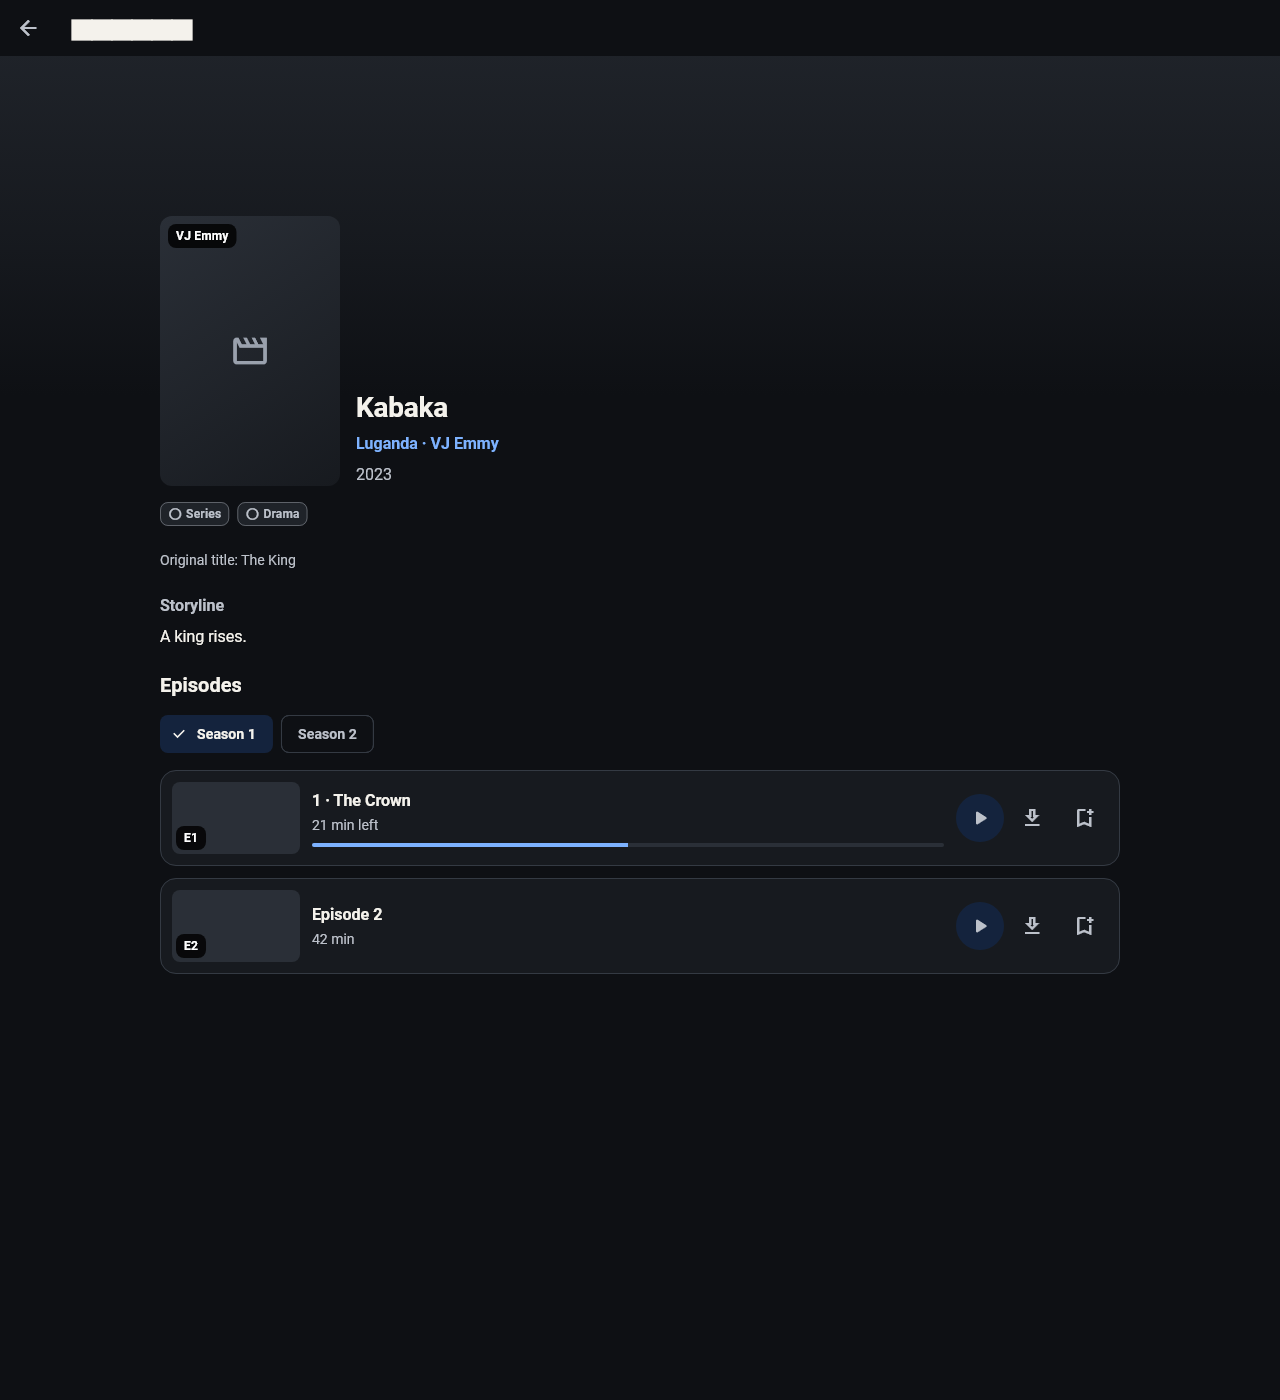 VJ Emmy
Kabaka
Luganda · VJ Emmy
2023
Series
Drama
Original title: The King
Storyline
A king rises.
Episodes
Season 1
Season 2
1 · The Crown
21 min left
E1
Episode 2
42 min
E2